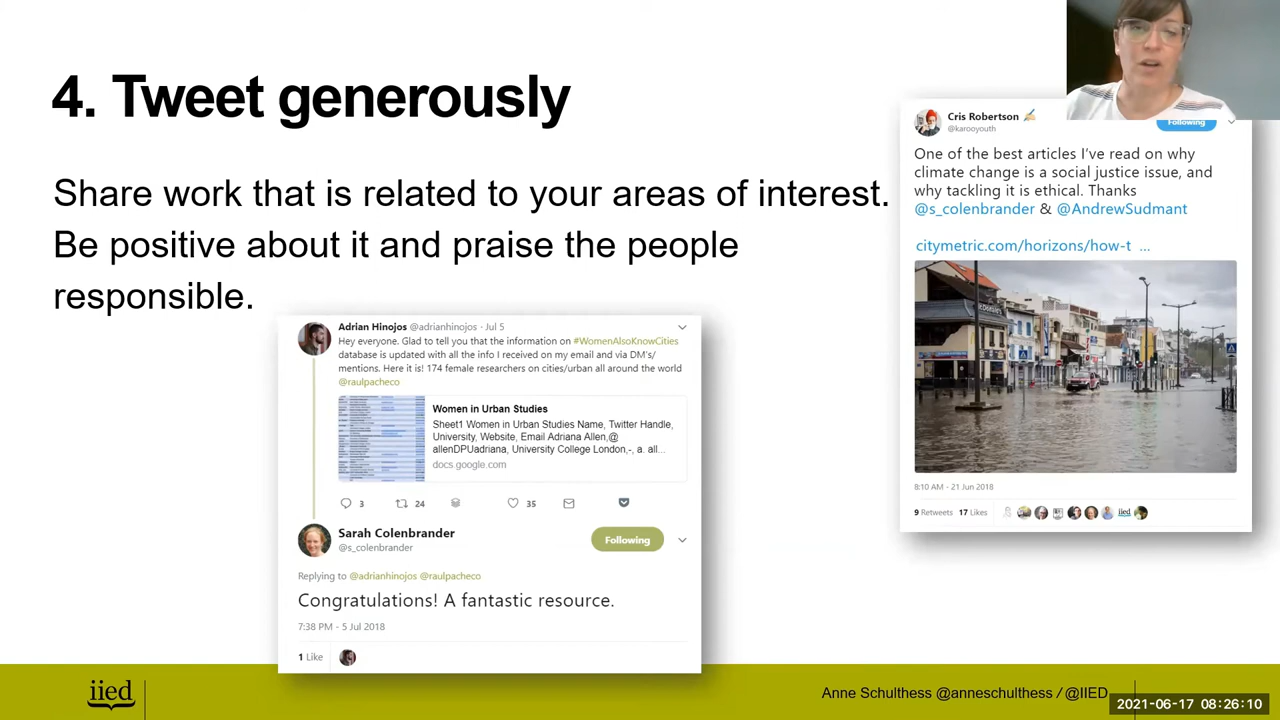 4. Tweet generously
Share work that is related to your areas of interest.
Be positive about it and praise the people
responsible.
Cris Robertson
@karooyouth
Following
One of the best articles I've read on why
climate change is a social justice issue, and
why tackling it is ethical. Thanks
@s_colenbrander & @AndrewSudmant
citymetric.com/horizons/how-t ...
8:10 AM - 21 Jun 2018
9 Retweets 17 Likes
iied
Adrian Hinojos @adrianhinojos · Jul 5
Hey everyone. Glad to tell you that the information on #WomenAlsoKnowCities
database is updated with all the info I received on my email and via DM's/
mentions. Here it is! 174 female researchers on cities/urban all around the world
@raulpacheco
Women in Urban Studies
Sheet1 Women in Urban Studies Name, Twitter Handle,
University, Website, Email Adriana Allen,@
allenDPUadriana, University College London,-, a. all...
docs.google.com
3 24 35
Sarah Colenbrander
@s_colenbrander
Following
Replying to @adrianhinojos @raulpacheco
Congratulations! A fantastic resource.
7:38 PM - 5 Jul 2018
1 Like
iied
Anne Schulthess @anneschulthess / @IIED
2021-06-17 08:26:10